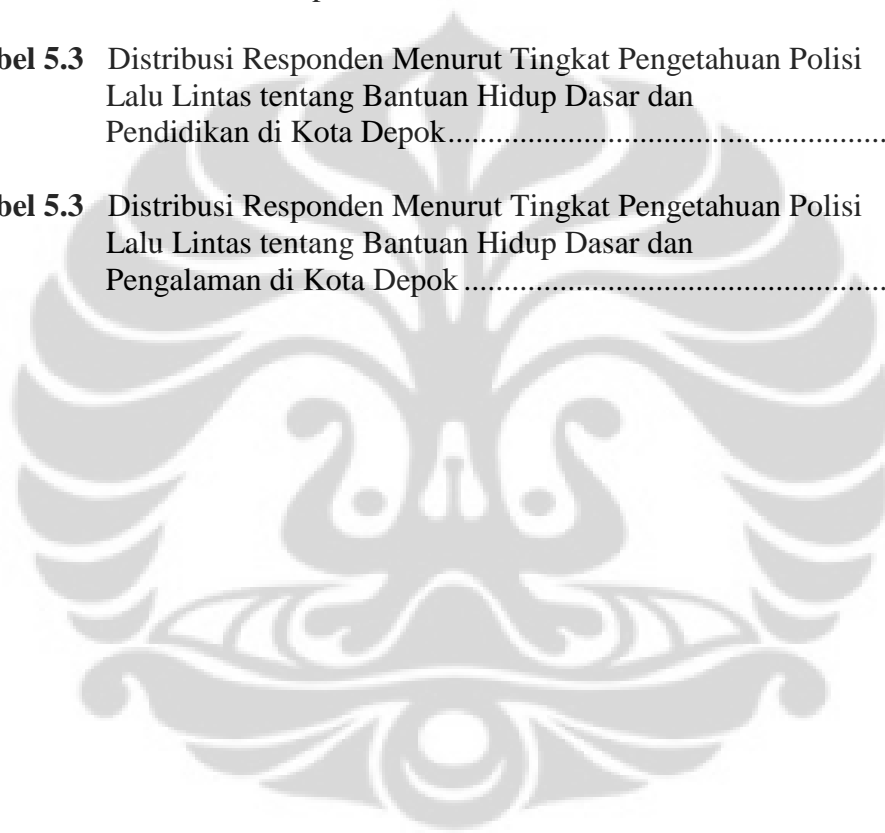 bel 5.3 Distribusi Responden Menurut Tingkat Pengetahuan Polisi
Lalu Lintas tentang Bantuan Hidup Dasar dan
Pendidikan di Kota Depok.......................................................
bel 5.3 Distribusi Responden Menurut Tingkat Pengetahuan Polisi
Lalu Lintas tentang Bantuan Hidup Dasar dan
Pengalaman di Kota Depok .....................................................